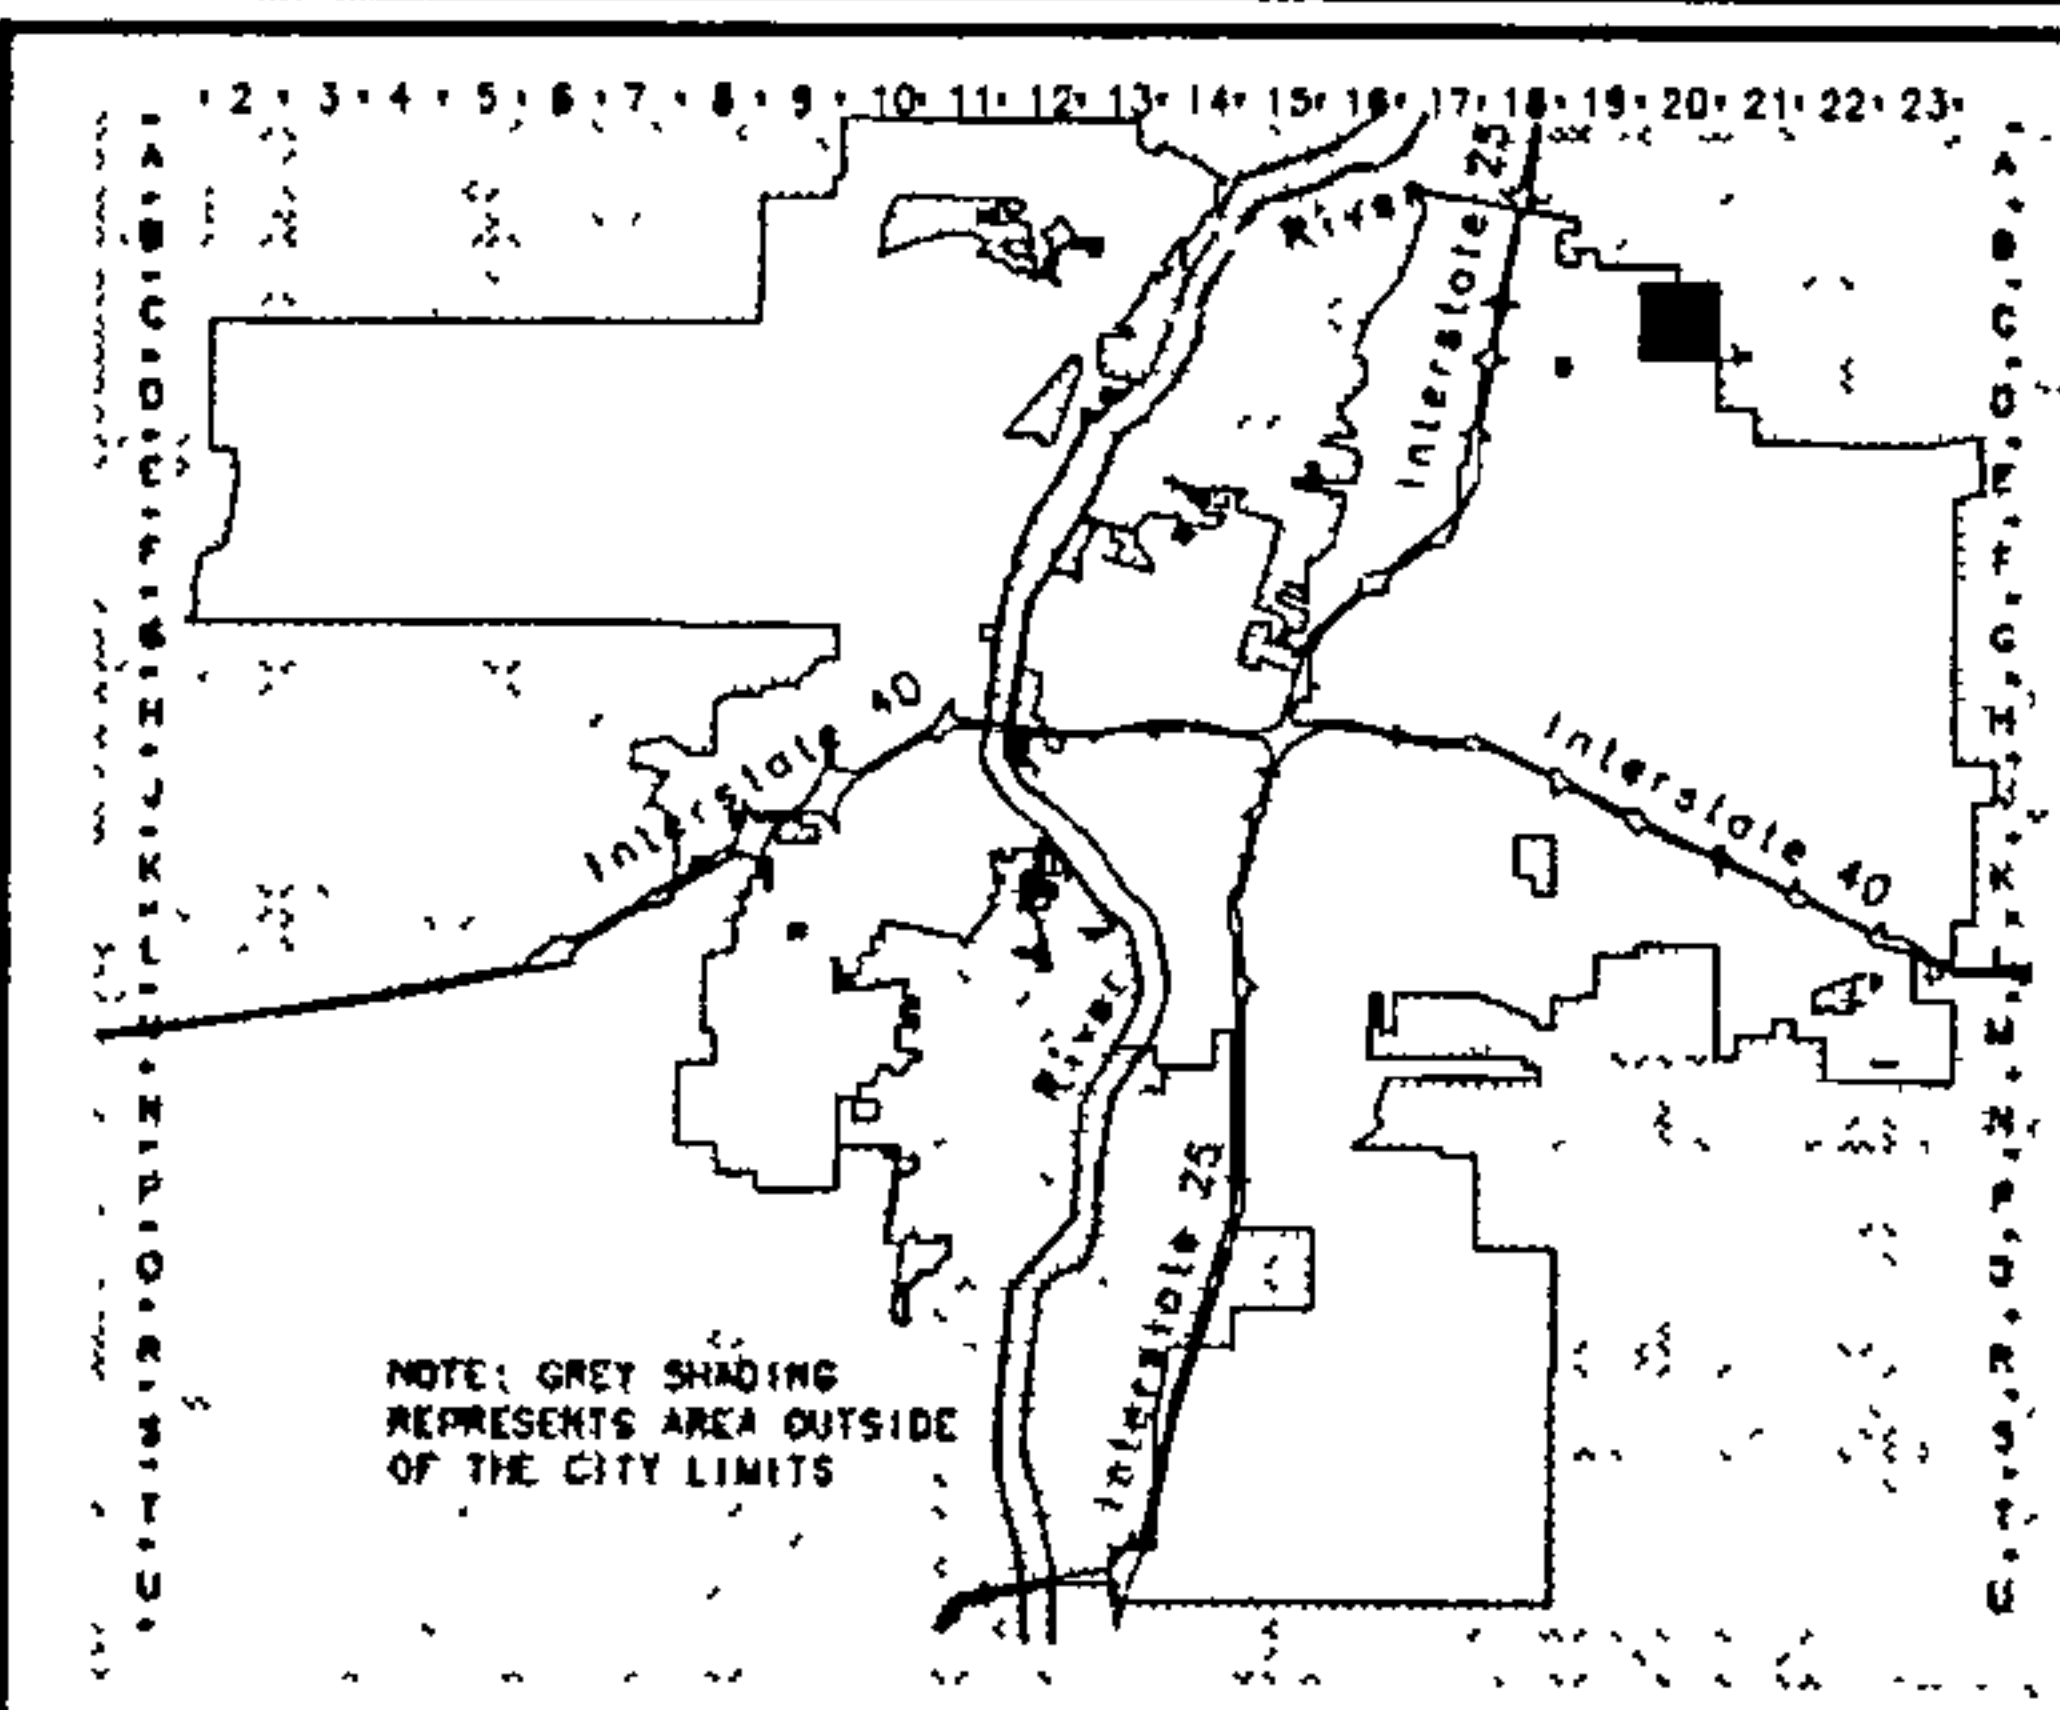 2 3 4 5 6 7 8 9 10 11 12 13 14 15 16 17 18 19 20 21 22 23
A A
B B
C C
D D
E E
F F
G G
H H
J J
K K
L L
M M
N N
P P
Q Q
R R
S S
T T
U U
River
Interstate 25
Interstate 40
Interstate 40
River
Interstate 25
NOTE: GREY SHADING
REPRESENTS AREA OUTSIDE
OF THE CITY LIMITS